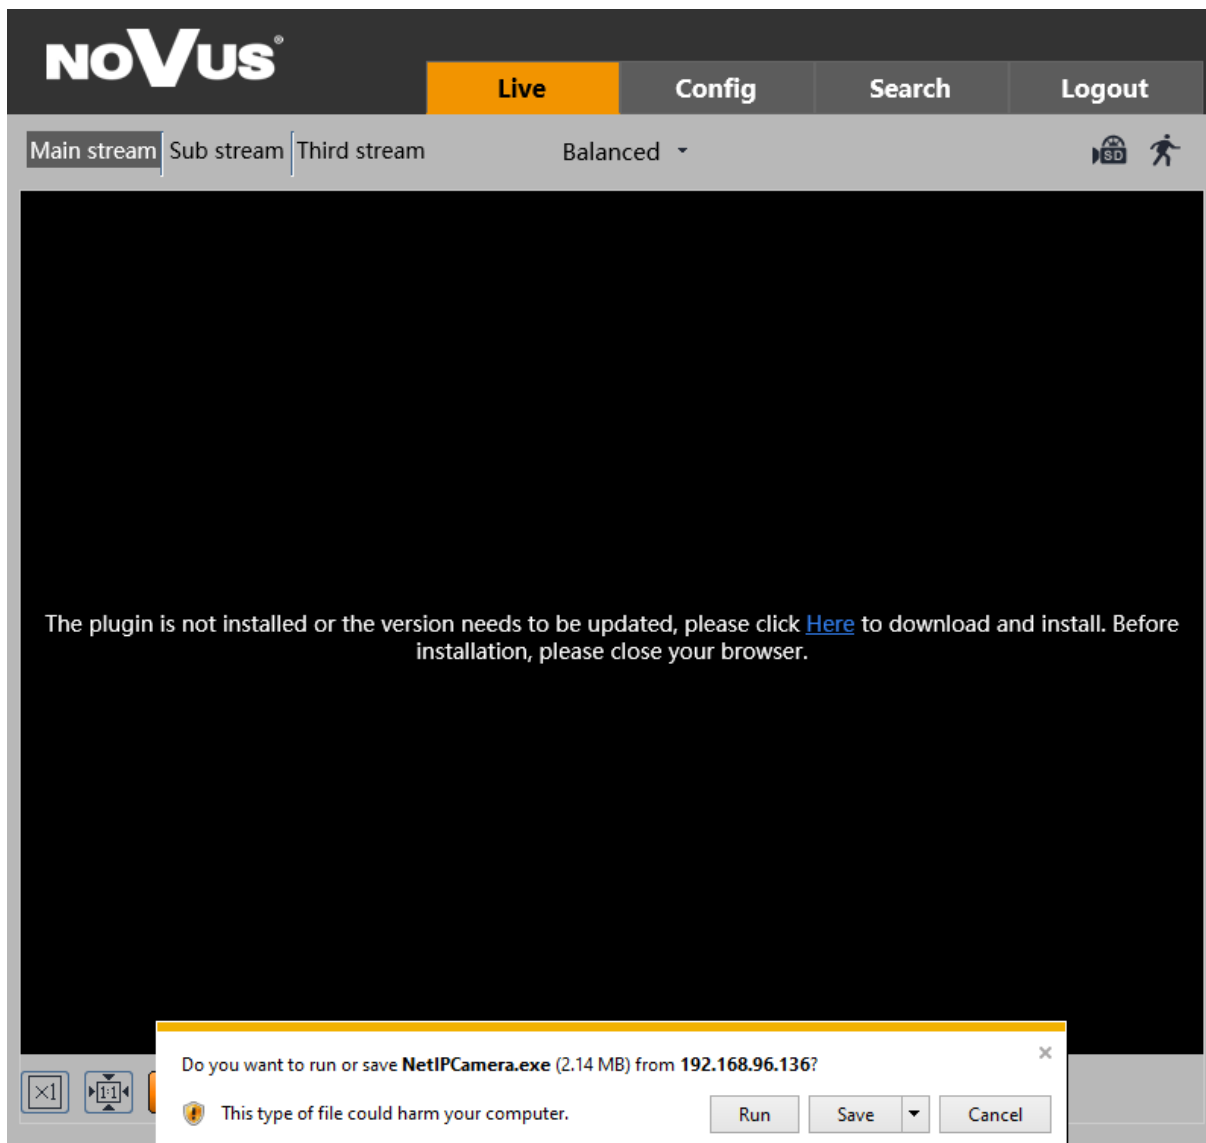 NOVUS®
Live Config Search Logout
Main stream Sub stream Third stream Balanced
SD
The plugin is not installed or the version needs to be updated, please click Here to download and install. Before
installation, please close your browser.
Do you want to run or save NetIPCamera.exe (2.14 MB) from 192.168.96.136?
×1 1:1
This type of file could harm your computer. Run Save Cancel